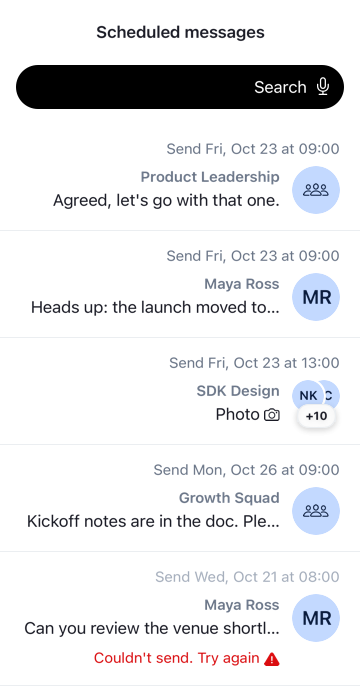 Scheduled messages
Search
Send Fri, Oct 23 at 09:00
Product Leadership
Agreed, let's go with that one.
Send Fri, Oct 23 at 09:00
Maya Ross
MR
Heads up: the launch moved to...
Send Fri, Oct 23 at 13:00
SDK Design
NK C
Photo
+10
Send Mon, Oct 26 at 09:00
Growth Squad
Kickoff notes are in the doc. Ple...
Send Wed, Oct 21 at 08:00
Maya Ross
MR
Can you review the venue shortl...
Couldn't send. Try again